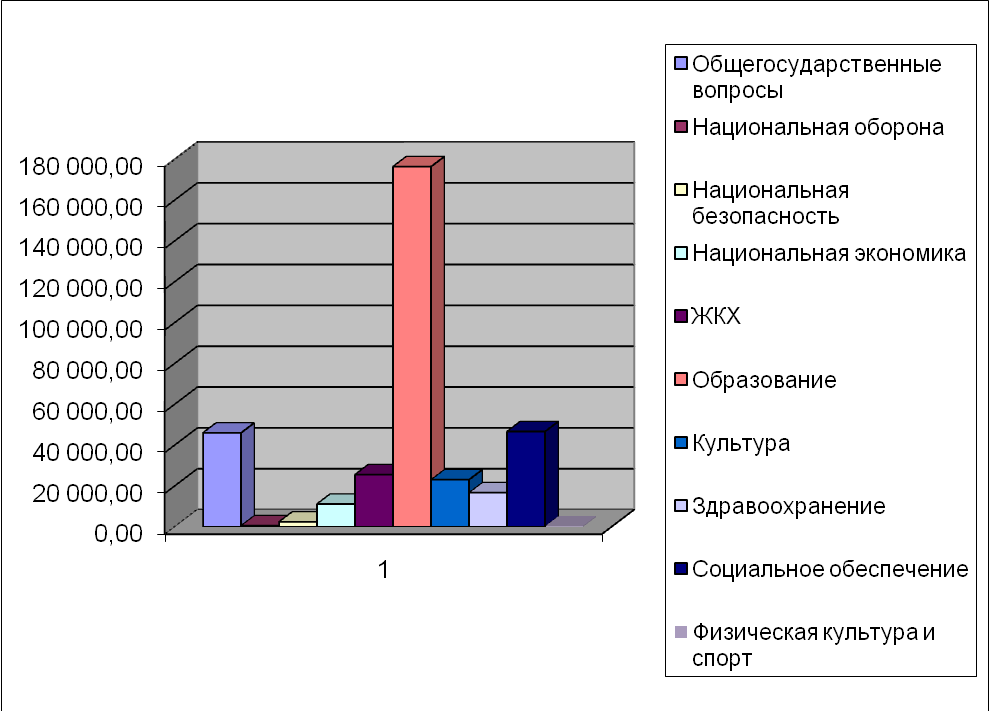 180 000,00
160 000,00
140 000,00
120 000,00
100 000,00
80 000,00
60 000,00
40 000,00
20 000,00
0,00
1
Общегосударственные
вопросы
Национальная оборона
Национальная
безопасность
Национальная экономика
ЖКХ
Образование
Культура
Здравоохранение
Социальное обеспечение
Физическая культура и
спорт